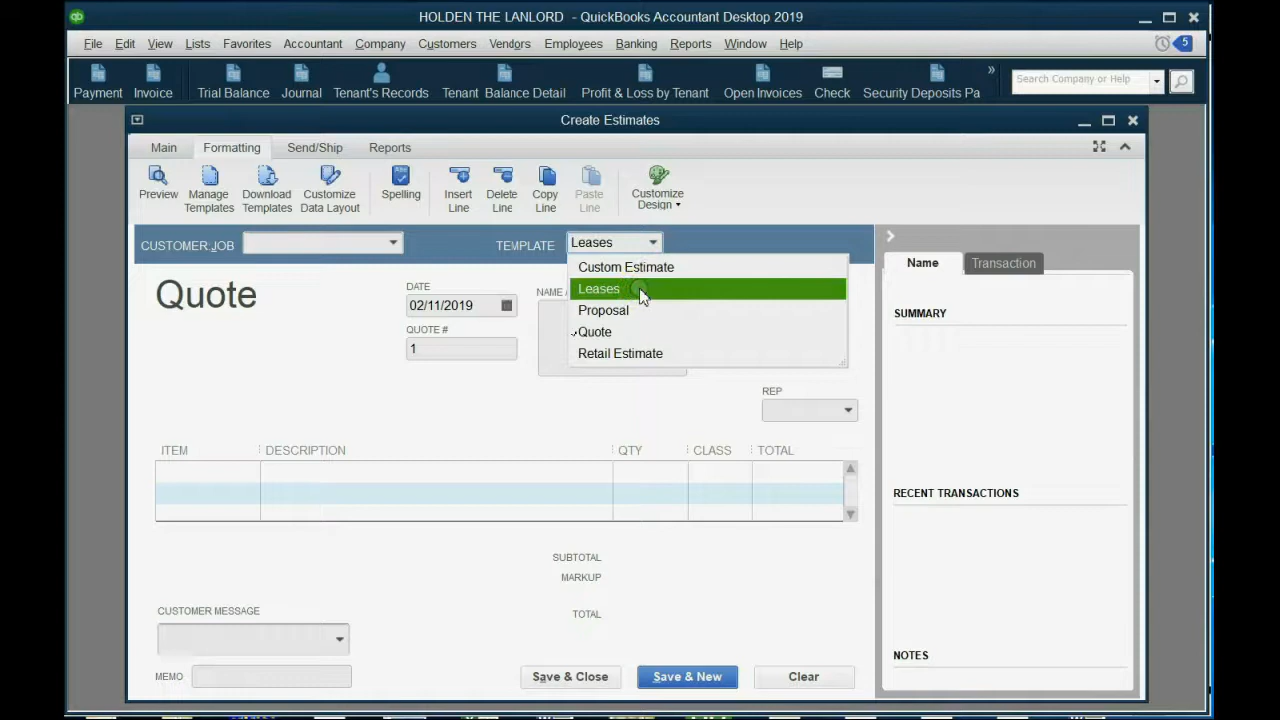 HOLDEN THE LANLORD - QuickBooks Accountant Desktop 2019
File Edit View Lists Favorites Accountant Company Customers Vendors Employees Banking Reports Window Help
5
Payment Invoice Trial Balance Journal Tenant's Records Tenant Balance Detail Profit & Loss by Tenant Open Invoices Check Security Deposits Pa
»
Search Company or Help
Create Estimates
Main Formatting Send/Ship Reports
Preview Manage Templates Download Templates Customize Data Layout Spelling Insert Line Delete Line Copy Line Paste Line Customize Design
CUSTOMER:JOB
TEMPLATE Leases
Custom Estimate
Leases
Proposal
Quote
Retail Estimate
Quote
DATE
02/11/2019
QUOTE #
1
NAME
REP
ITEM DESCRIPTION QTY CLASS TOTAL
SUBTOTAL
MARKUP
TOTAL
CUSTOMER MESSAGE
MEMO
Save & Close Save & New Clear
Name Transaction
SUMMARY
RECENT TRANSACTIONS
NOTES